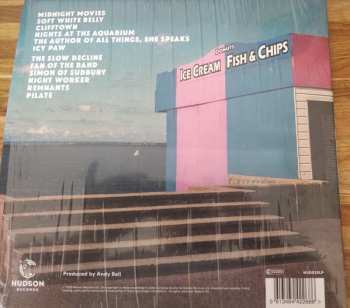 MIDNIGHT MOVIES
SOFT WHITE BELLY
CLIFFTOWN
NIGHTS AT THE AQUARIUM
THE AUTHOR OF ALL THINGS, SHE SPEAKS
ICY PAW
THE SLOW DECLINE
FAN OF THE BAND
SIMON OF SUDBURY
NIGHT WORKER
REMNANTS
PILATE
DONUTS
ICE CREAM FISH & CHIPS
HUDSON
RECORDS
Produced by Andy Bell